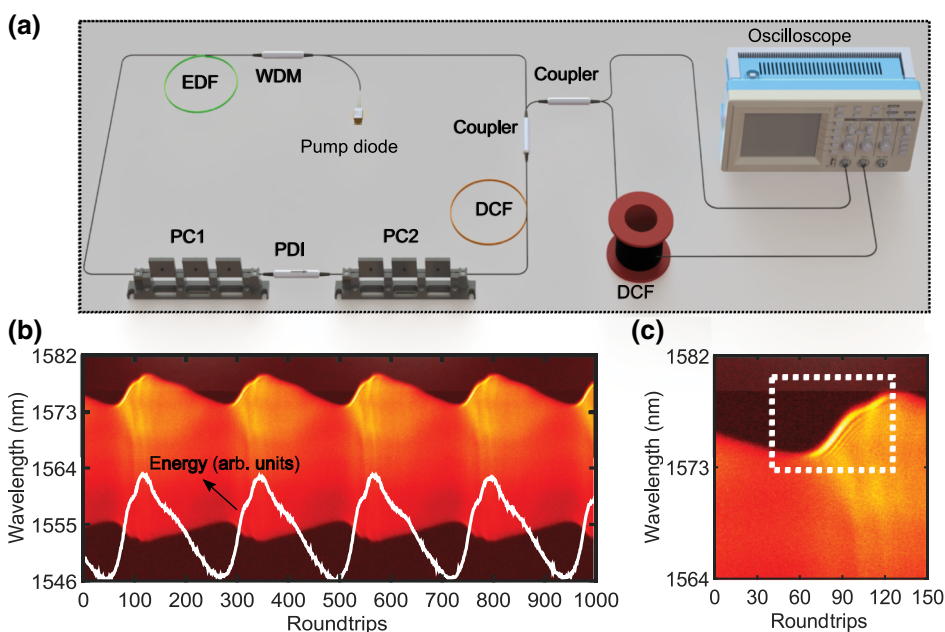 (a)
Oscilloscope
EDF
WDM
Coupler
Pump diode
Coupler
DCF
PC1
PDI
PC2
DCF
(b)
(c)
Wavelength (nm)
1582
1573
1564
1555
1546
Energy (arb. units)
0 100 200 300 400 500 600 700 800 900 1000
Roundtrips
Wavelength (nm)
1582
1573
1564
0 30 60 90 120 150
Roundtrips